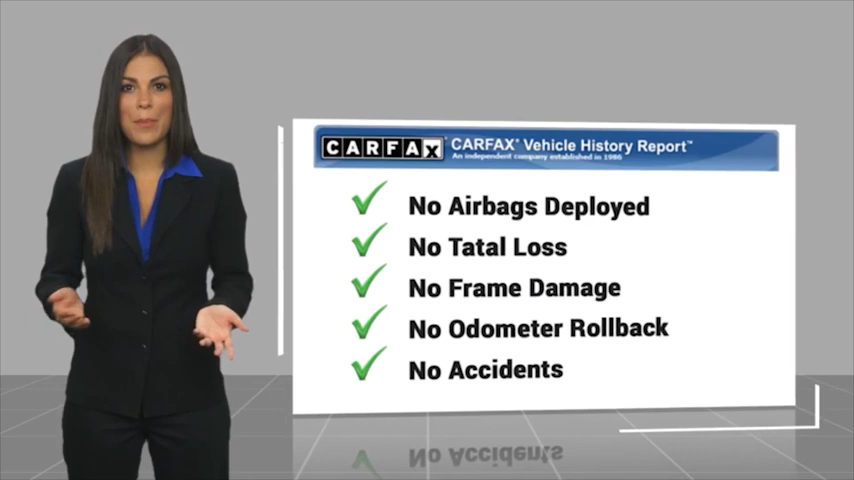 CARFAX CARFAX® Vehicle History Report™
An independent company established in 1986
No Airbags Deployed
No Tatal Loss
No Frame Damage
No Odometer Rollback
No Accidents
No Accidents